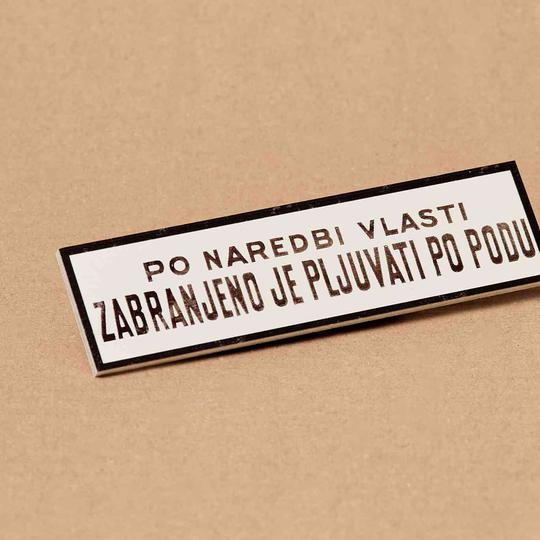 PO NAREDBI VLASTI
ZABRANJENO JE PLJUVATI PO PODU